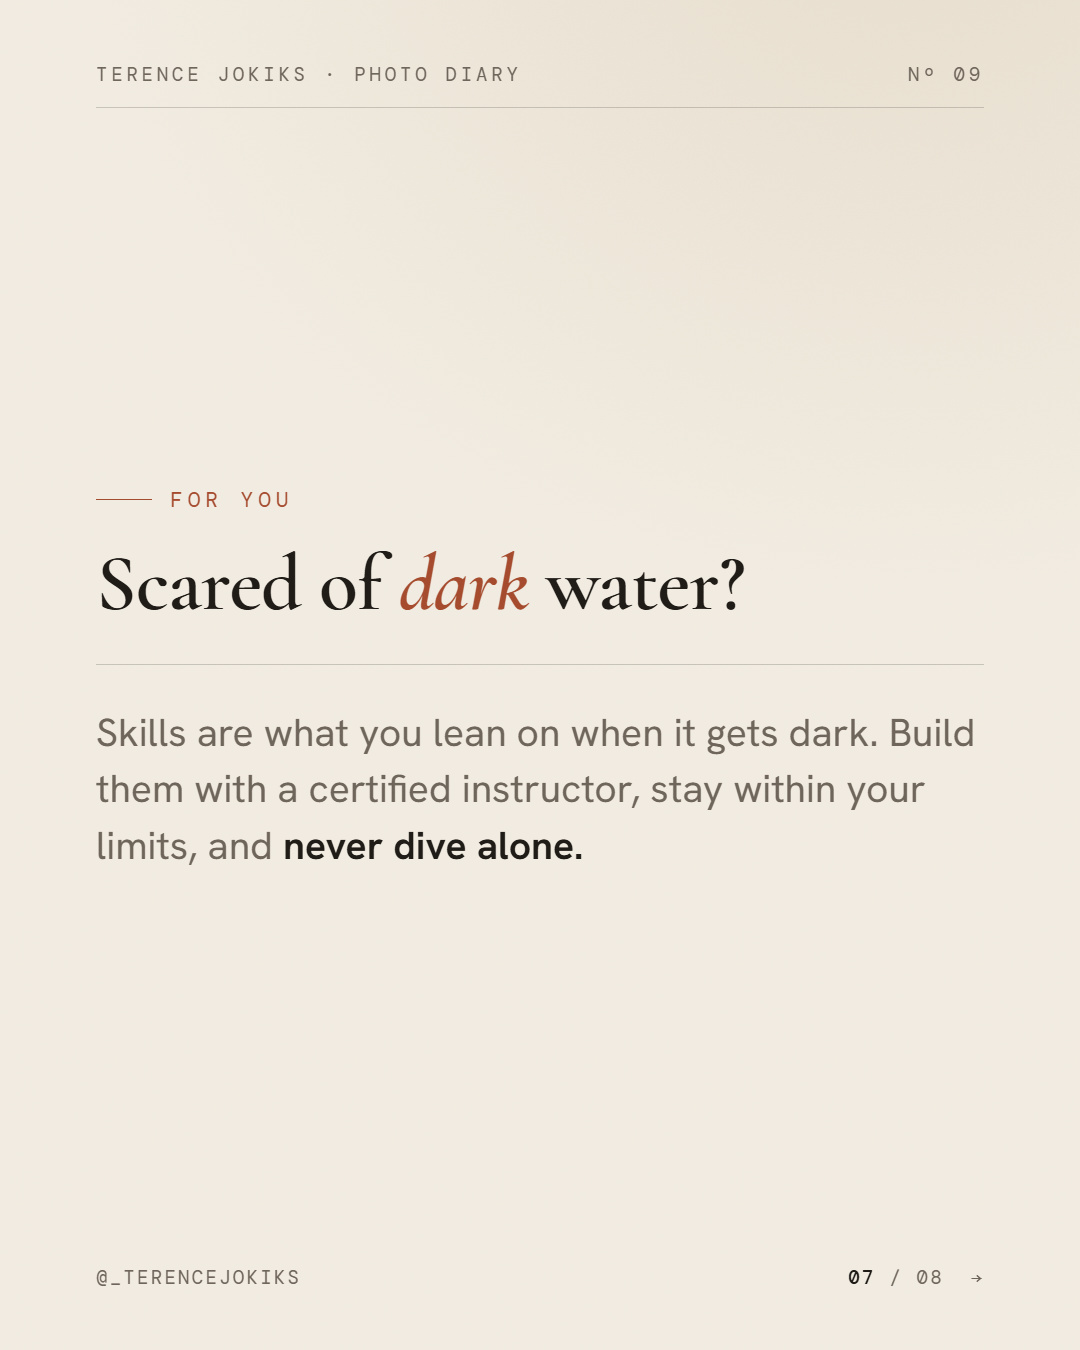 TERENCE JOKIKS · PHOTO DIARY
Nº 09
FOR YOU
Scared of dark water?
Skills are what you lean on when it gets dark. Build
them with a certified instructor, stay within your
limits, and never dive alone.
@_TERENCEJOKIKS
07 / 08 →